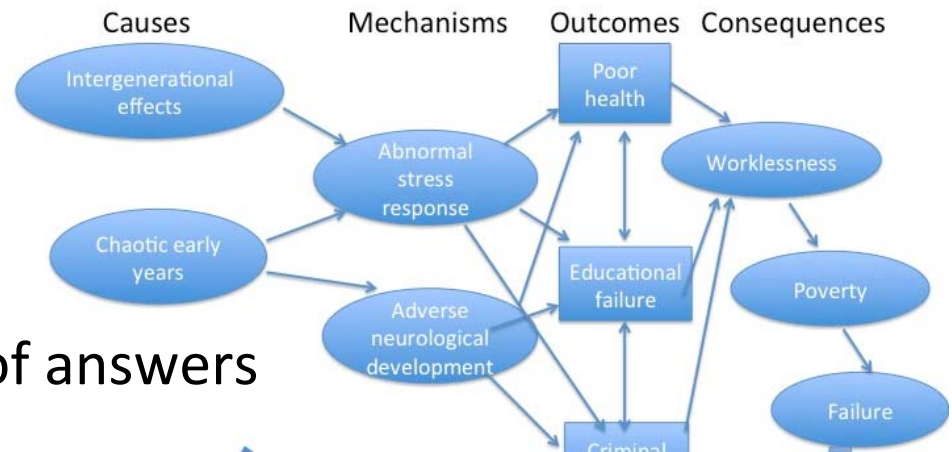 Causes
Mechanisms
Outcomes
Consequences
Intergenerational
effects
Poor
health
Abnormal
stress
response
Worklessness
Chaotic early
years
Educational
failure
Poverty
Adverse
neurological
development
of answers
Failure
Criminal